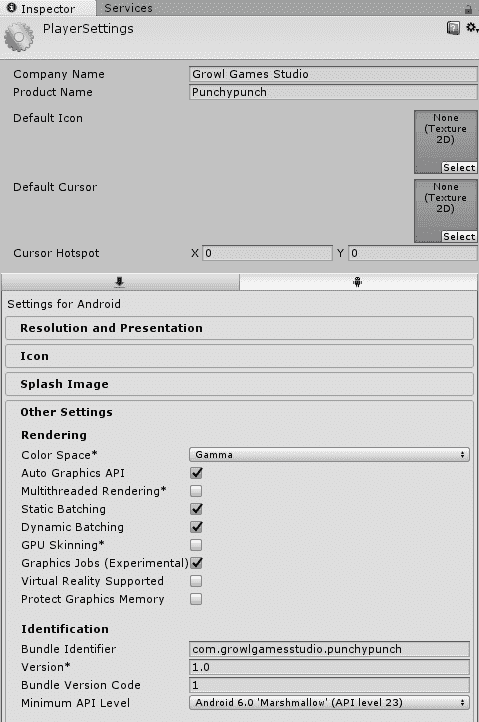 Inspector Services
PlayerSettings
Company Name Growl Games Studio
Product Name Punchypunch
Default Icon None
(Texture
2D)
Select
Default Cursor None
(Texture
2D)
Select
Cursor Hotspot X 0 Y 0
Settings for Android
Resolution and Presentation
Icon
Splash Image
Other Settings
Rendering
Color Space* Gamma
Auto Graphics API
Multithreaded Rendering*
Static Batching
Dynamic Batching
GPU Skinning*
Graphics Jobs (Experimental)
Virtual Reality Supported
Protect Graphics Memory
Identification
Bundle Identifier com.growlgamesstudio.punchypunch
Version* 1.0
Bundle Version Code 1
Minimum API Level Android 6.0 'Marshmallow' (API level 23)